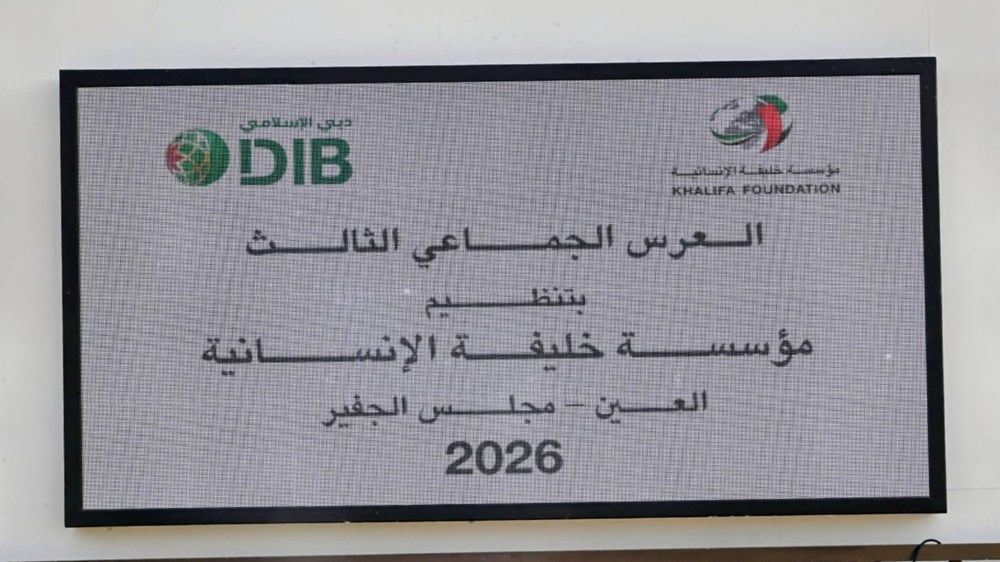 دبي الإسلامي
DIB
مؤسسة خليفة الإنسانية
KHALIFA FOUNDATION
العرس الجماعي الثالث
بتنظيم
مؤسسة خليفة الإنسانية
العين - مجلس الجفير
2026